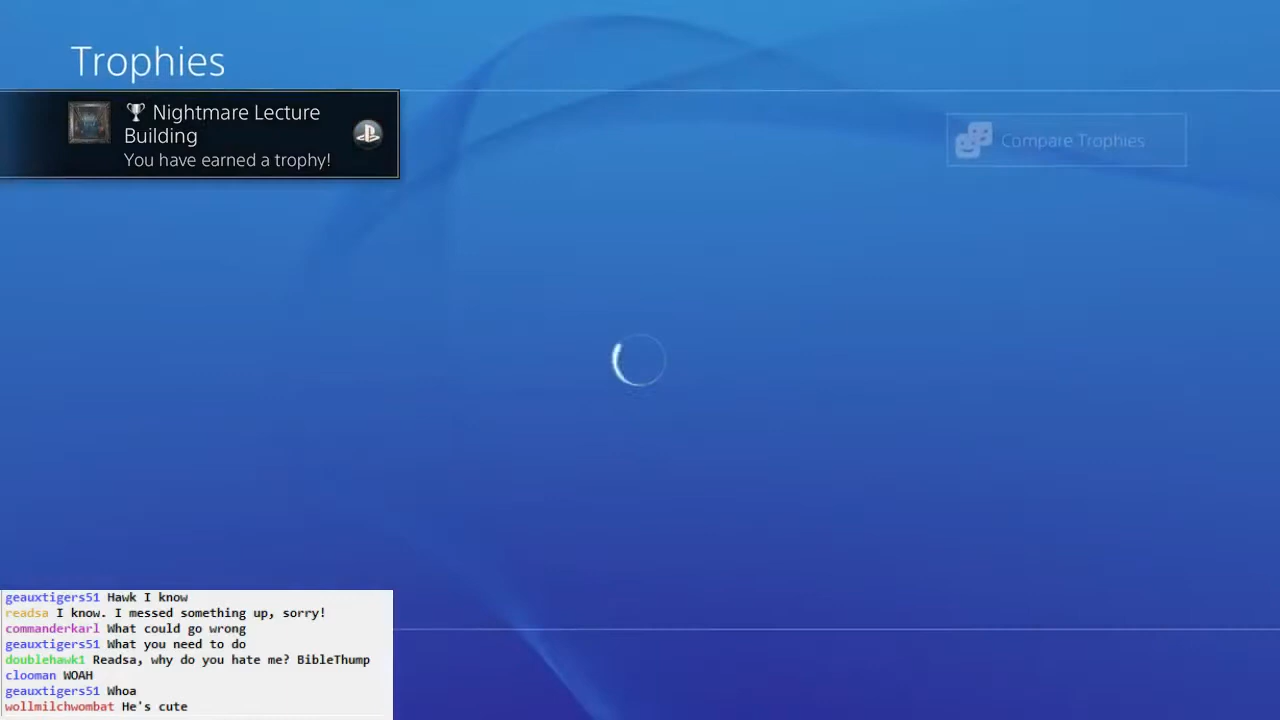 Trophies
Nightmare Lecture
Building
You have earned a trophy!
Compare Trophies
geauxtigers51 Hawk I know
readsa I know. I messed something up, sorry!
commanderkarl What could go wrong
geauxtigers51 What you need to do
doublehawk1 Readsa, why do you hate me? BibleThump
clooman WOAH
geauxtigers51 Whoa
wollmilchwombat He's cute